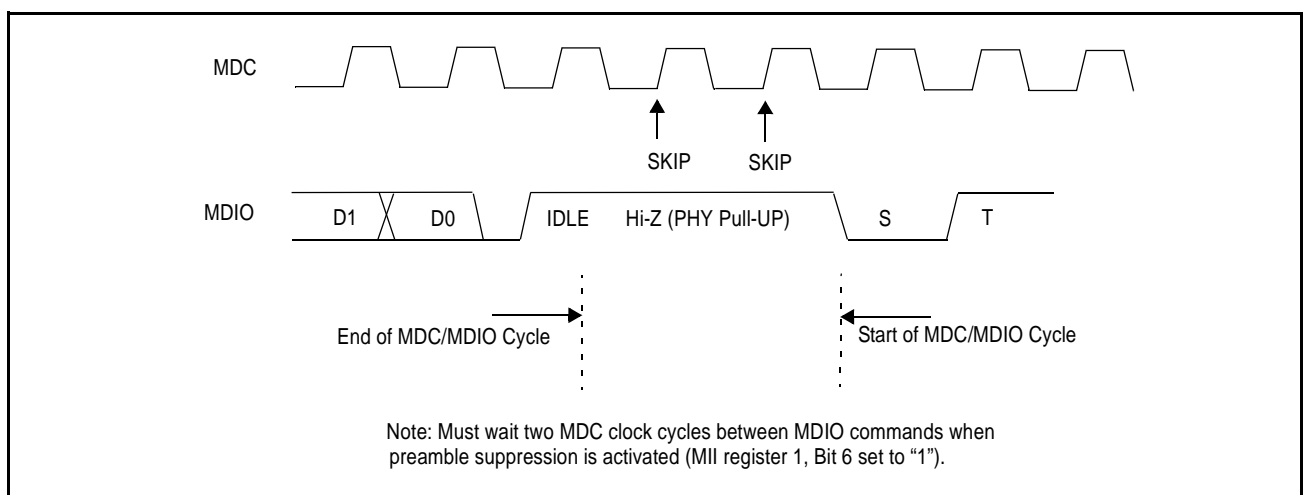 MDC
SKIP SKIP
MDIO D1 D0 IDLE Hi-Z (PHY Pull-UP) S T
End of MDC/MDIO Cycle Start of MDC/MDIO Cycle
Note: Must wait two MDC clock cycles between MDIO commands when
preamble suppression is activated (MII register 1, Bit 6 set to “1”).